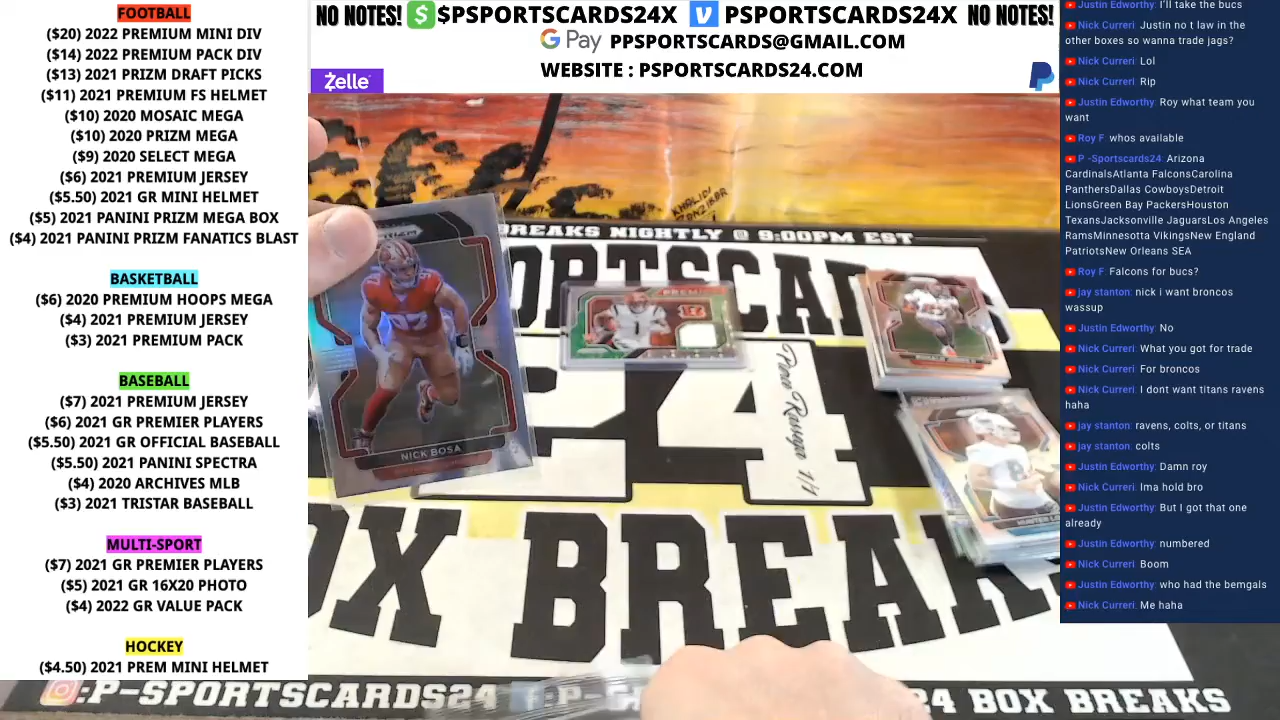 FOOTBALL
($20) 2022 PREMIUM MINI DIV
($14) 2022 PREMIUM PACK DIV
($13) 2021 PRIZM DRAFT PICKS
($11) 2021 PREMIUM FS HELMET
($10) 2020 MOSAIC MEGA
($10) 2020 PRIZM MEGA
($9) 2020 SELECT MEGA
($6) 2021 PREMIUM JERSEY
($5.50) 2021 GR MINI HELMET
($5) 2021 PANINI PRIZM MEGA BOX
($4) 2021 PANINI PRIZM FANATICS BLAST
BASKETBALL
($6) 2020 PREMIUM HOOPS MEGA
($4) 2021 PREMIUM JERSEY
($3) 2021 PREMIUM PACK
BASEBALL
($7) 2021 PREMIUM JERSEY
($6) 2021 GR PREMIER PLAYERS
($5.50) 2021 GR OFFICIAL BASEBALL
($5.50) 2021 PANINI SPECTRA
($4) 2020 ARCHIVES MLB
($3) 2021 TRISTAR BASEBALL
MULTI-SPORT
($7) 2021 GR PREMIER PLAYERS
($5) 2021 GR 16X20 PHOTO
($4) 2022 GR VALUE PACK
HOCKEY
($4.50) 2021 PREM MINI HELMET
NO NOTES! $ $PSPORTSCARDS24X V PSPORTSCARDS24X NO NOTES!
G Pay PPSPORTSCARDS@GMAIL.COM
WEBSITE : PSPORTSCARDS24.COM
Zelle
BREAKS NIGHTLY @ 9:00PM EST
ORTSCAR
24
OX BREAK
PRIZM
97
NICK BOSA
1
8
:P-SPORTSCARDS24
24 BOX BREAKS
Justin Edworthy: I'll take the bucs
Nick Curreri: Justin no t law in the
other boxes so wanna trade jags?
Nick Curreri: Lol
Nick Curreri: Rip
Justin Edworthy: Roy what team you
want
Roy F: whos available
P -Sportscards24: Arizona
CardinalsAtlanta FalconsCarolina
PanthersDallas CowboysDetroit
LionsGreen Bay PackersHouston
TexansJacksonville JaguarsLos Angeles
RamsMinnesota VikingsNew England
PatriotsNew Orleans SEA
Roy F: Falcons for bucs?
jay stanton: nick i want broncos
wassup
Justin Edworthy: No
Nick Curreri: What you got for trade
Nick Curreri: For broncos
Nick Curreri: I dont want titans ravens
haha
jay stanton: ravens, colts, or titans
jay stanton: colts
Justin Edworthy: Damn roy
Nick Curreri: Ima hold bro
Justin Edworthy: But I got that one
already
Justin Edworthy: numbered
Nick Curreri: Boom
Justin Edworthy: who had the bemgals
Nick Curreri: Me haha